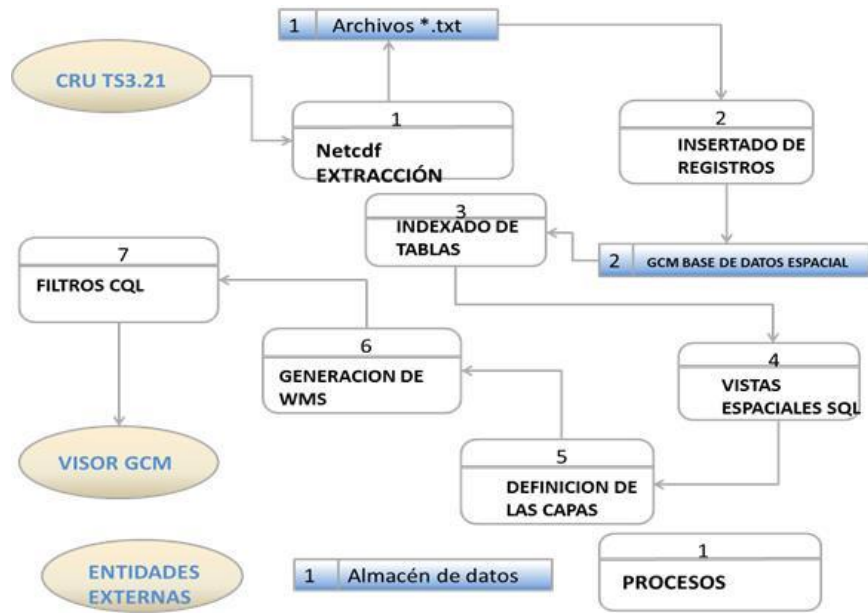 1 Archivos *.txt
CRU TS3.21
1
Netcdf
EXTRACCIÓN
2
INSERTADO DE
REGISTROS
3
INDEXADO DE
TABLAS
2 GCM BASE DE DATOS ESPACIAL
7
FILTROS CQL
6
GENERACION DE
WMS
4
VISTAS
ESPACIALES SQL
VISOR GCM
5
DEFINICION DE
LAS CAPAS
ENTIDADES
EXTERNAS
1 Almacén de datos
1
PROCESOS